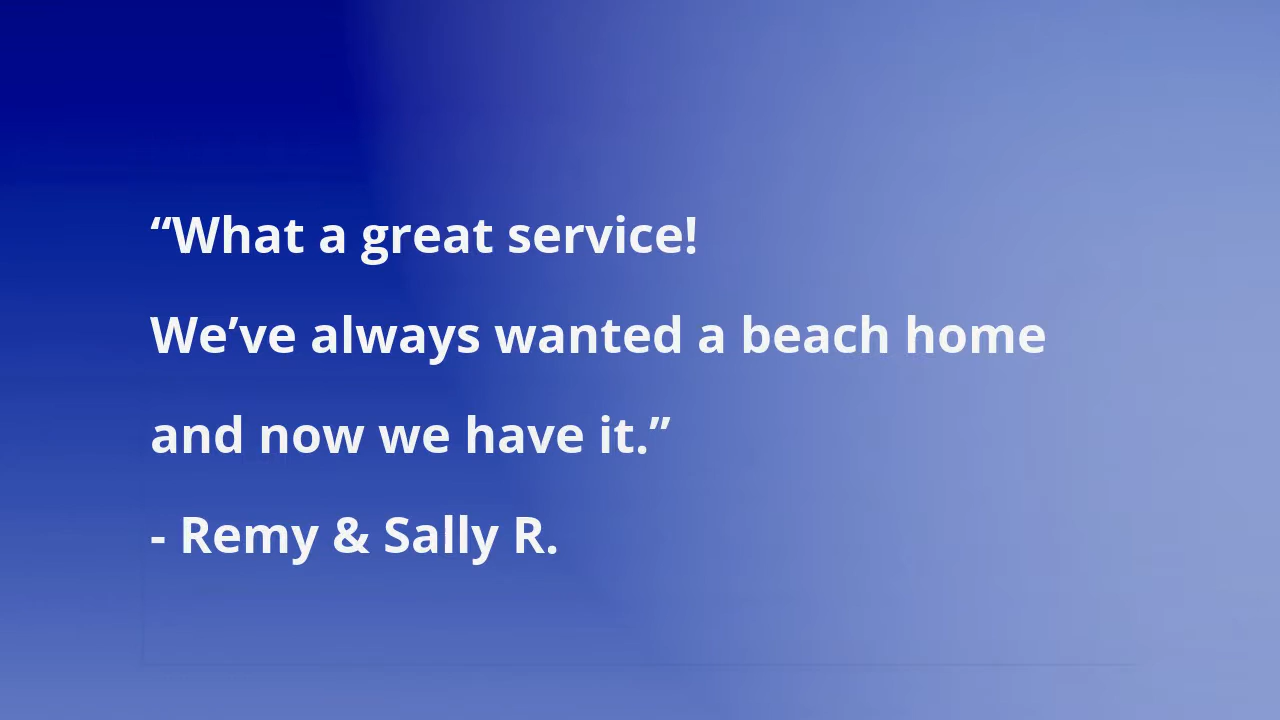 “What a great service!
We’ve always wanted a beach home
and now we have it.”
- Remy & Sally R.